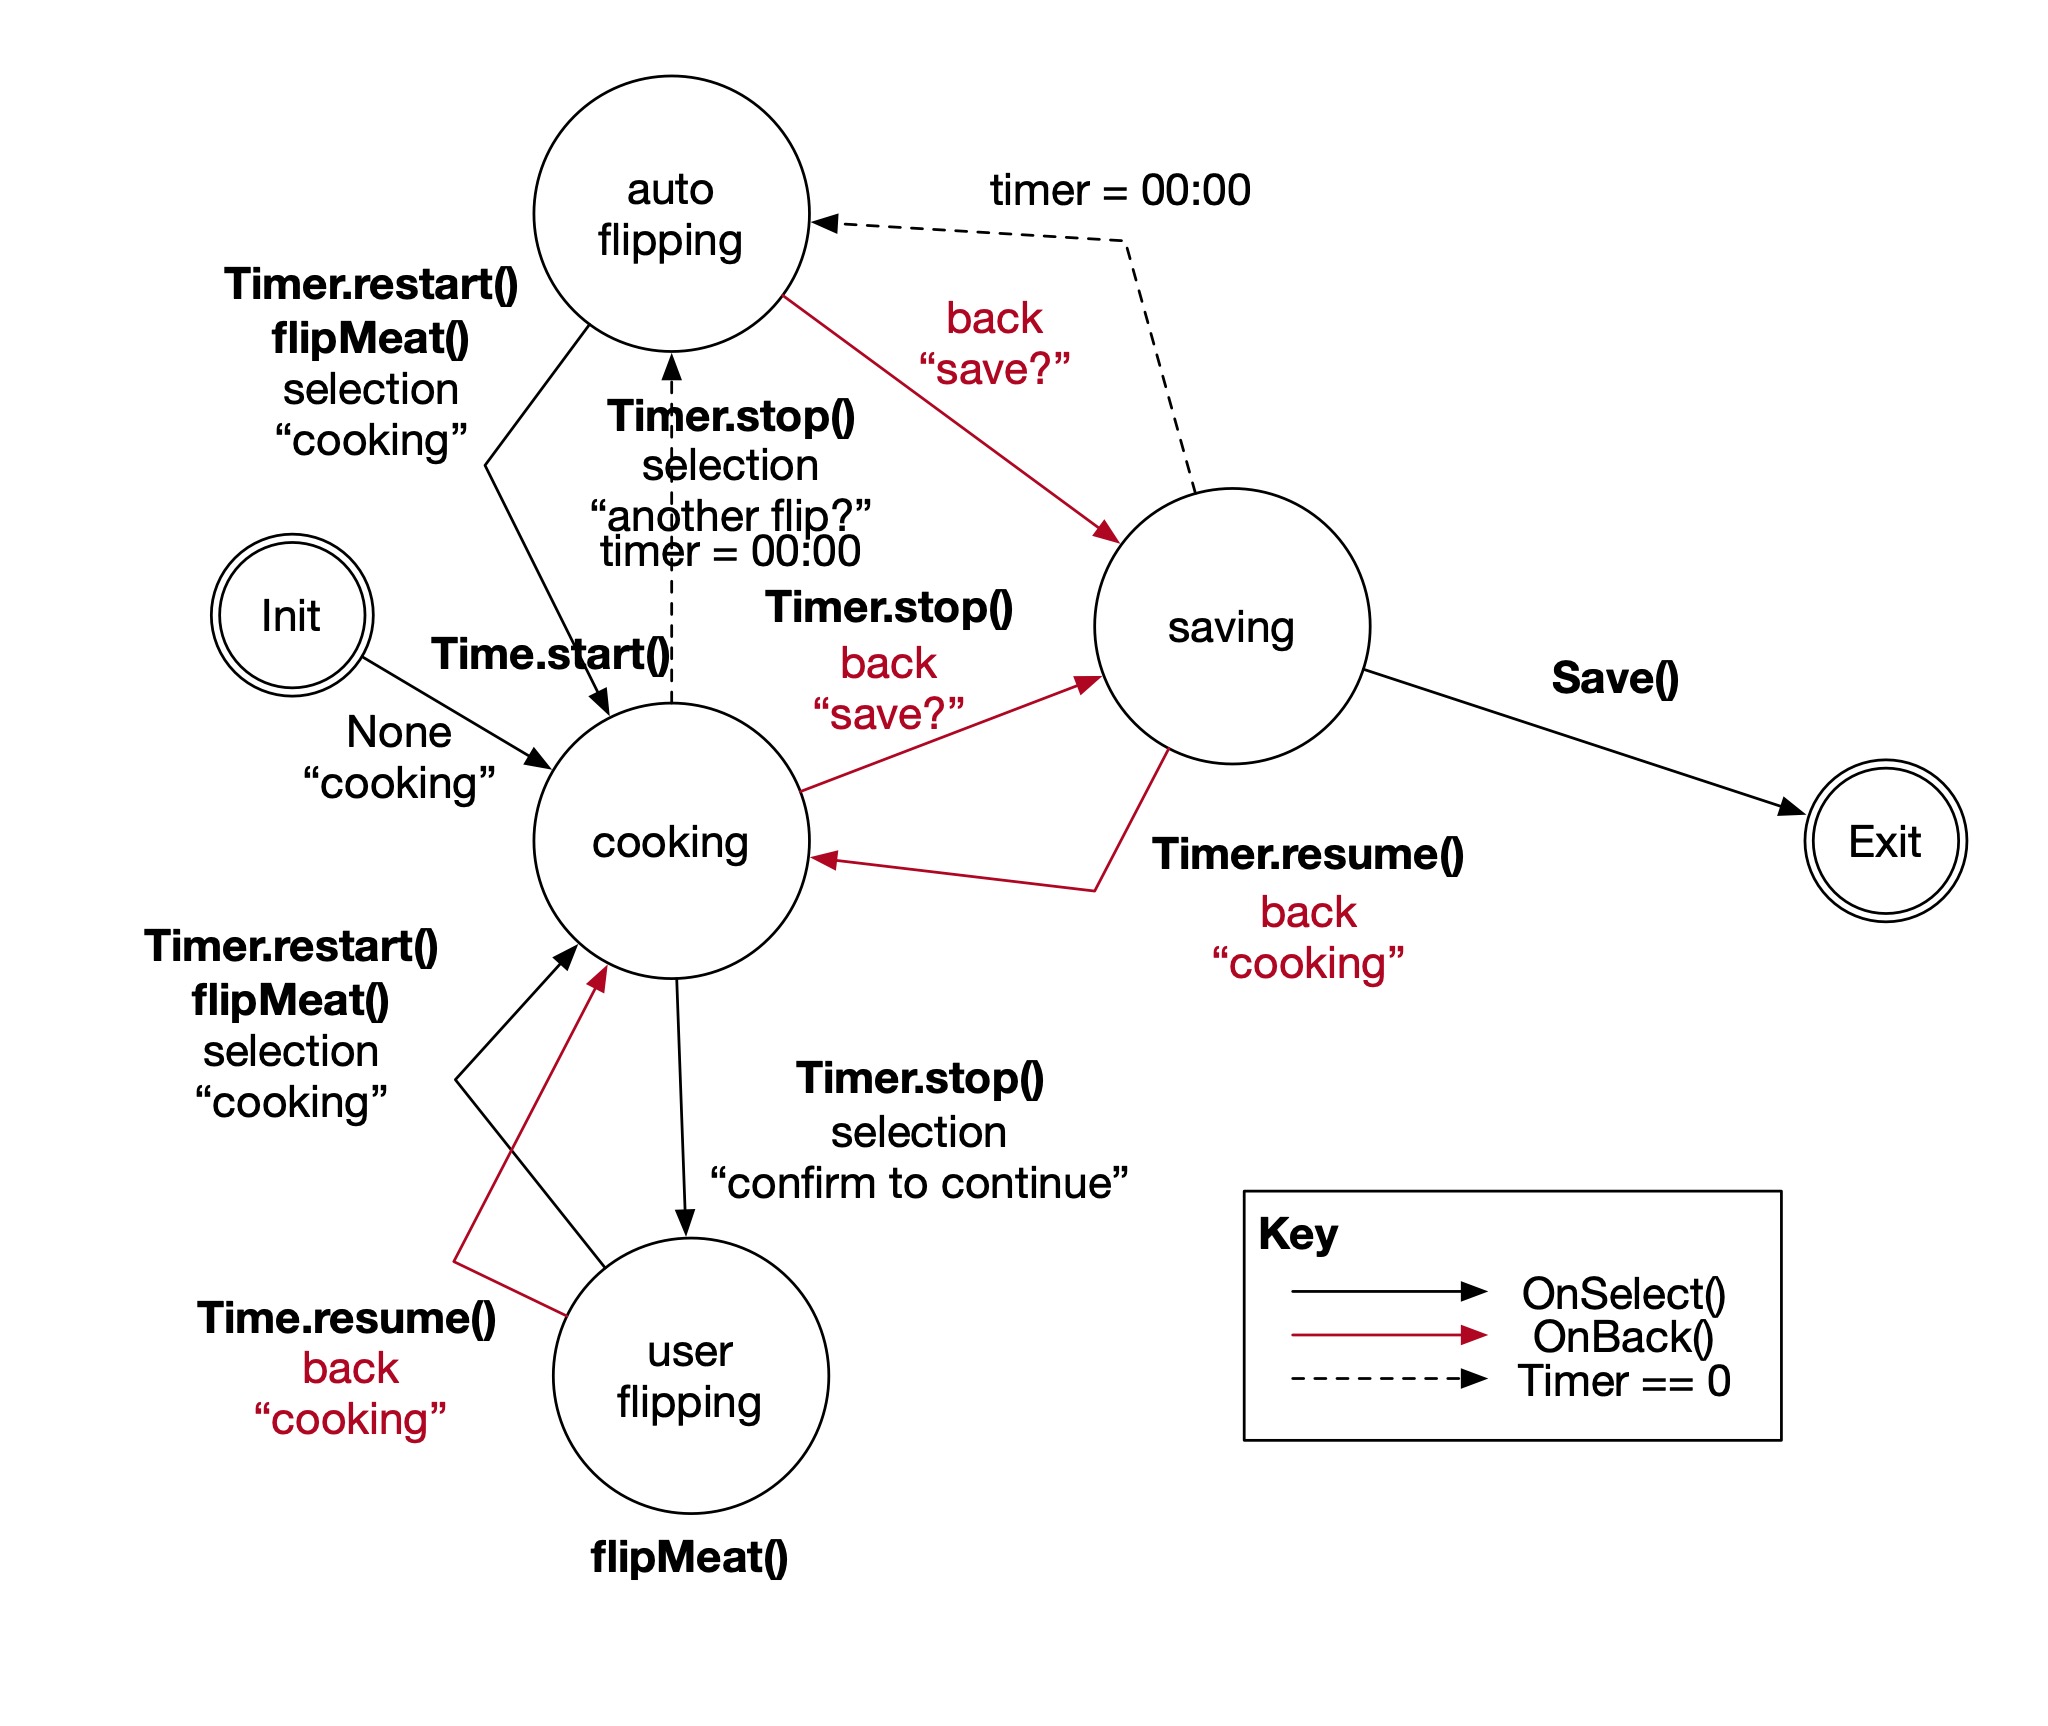 auto
flipping
timer = 00:00
Timer.restart()
flipMeat()
selection
“cooking”
back
“save?”
Timer.stop()
selection
“another flip?”
timer = 00:00
Init
Time.start()
None
“cooking”
Timer.stop()
back
“save?”
saving
Save()
Exit
cooking
Timer.resume()
back
“cooking”
Timer.restart()
flipMeat()
selection
“cooking”
Timer.stop()
selection
“confirm to continue”
Time.resume()
back
“cooking”
user
flipping
flipMeat()
Key
OnSelect()
OnBack()
Timer == 0